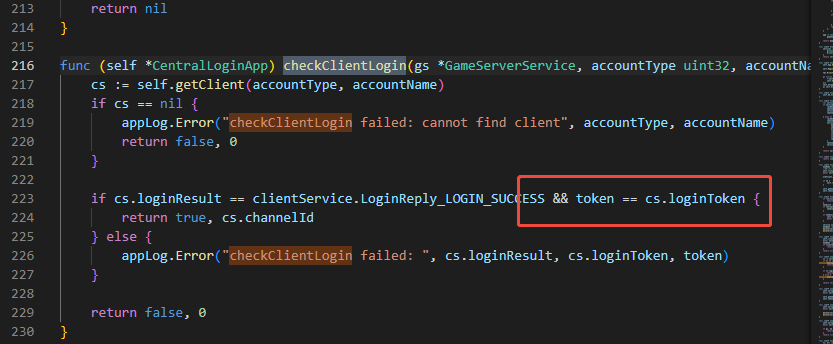 213 return nil
214 }
215
216 func (self *CentralLoginApp) checkClientLogin(gs *GameServerService, accountType uint32, accountNa
217 cs := self.getClient(accountType, accountName)
218 if cs == nil {
219 appLog.Error("checkClientLogin failed: cannot find client", accountType, accountName)
220 return false, 0
221 }
222
223 if cs.loginResult == clientService.LoginReply_LOGIN_SUCCESS && token == cs.loginToken {
224 return true, cs.channelId
225 } else {
226 appLog.Error("checkClientLogin failed: ", cs.loginResult, cs.loginToken, token)
227 }
228
229 return false, 0
230 }